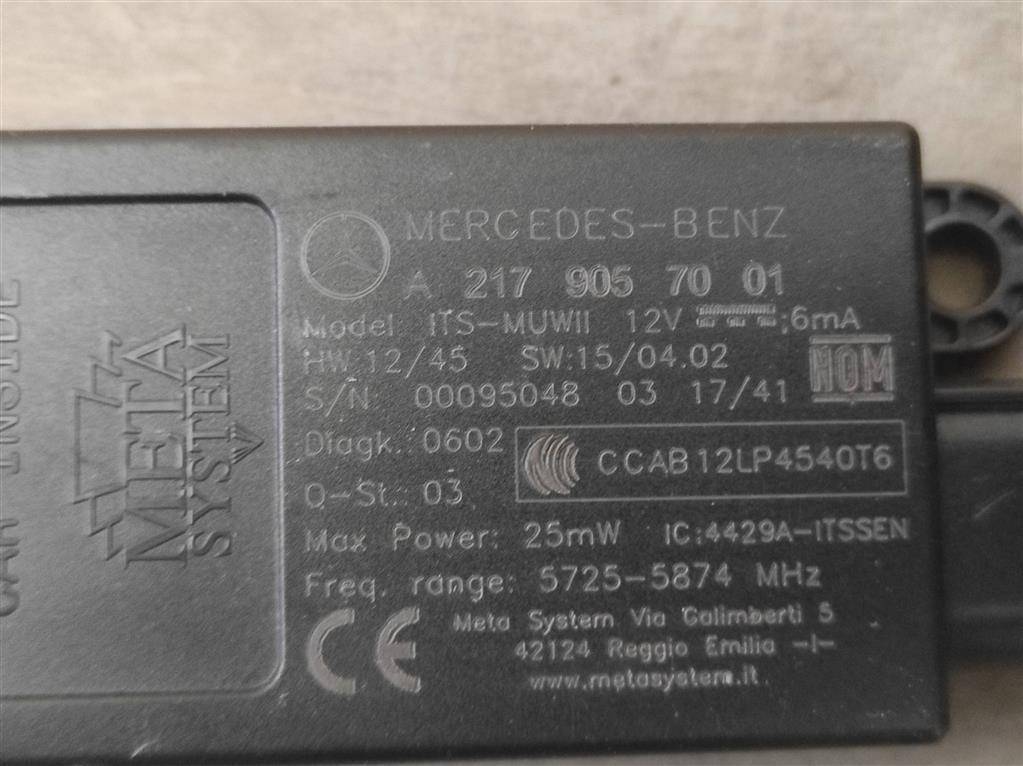 MERCEDES-BENZ
A 217 905 70 01
Model ITS-MUWII 12V :6mA
HW:12/45 SW:15/04.02
S/N 00095048 03 17/41
NOM
Diagk.:0602
CCAB12LP4540T6
Q-St.: 03
Max Power: 25mW IC:4429A-ITSSEN
Freq. range: 5725-5874 MHz
CE
Meta System Via Galimberti 5
42124 Reggio Emilia -I-
www.metasystem.it
META
SYSTEM
INSIDE